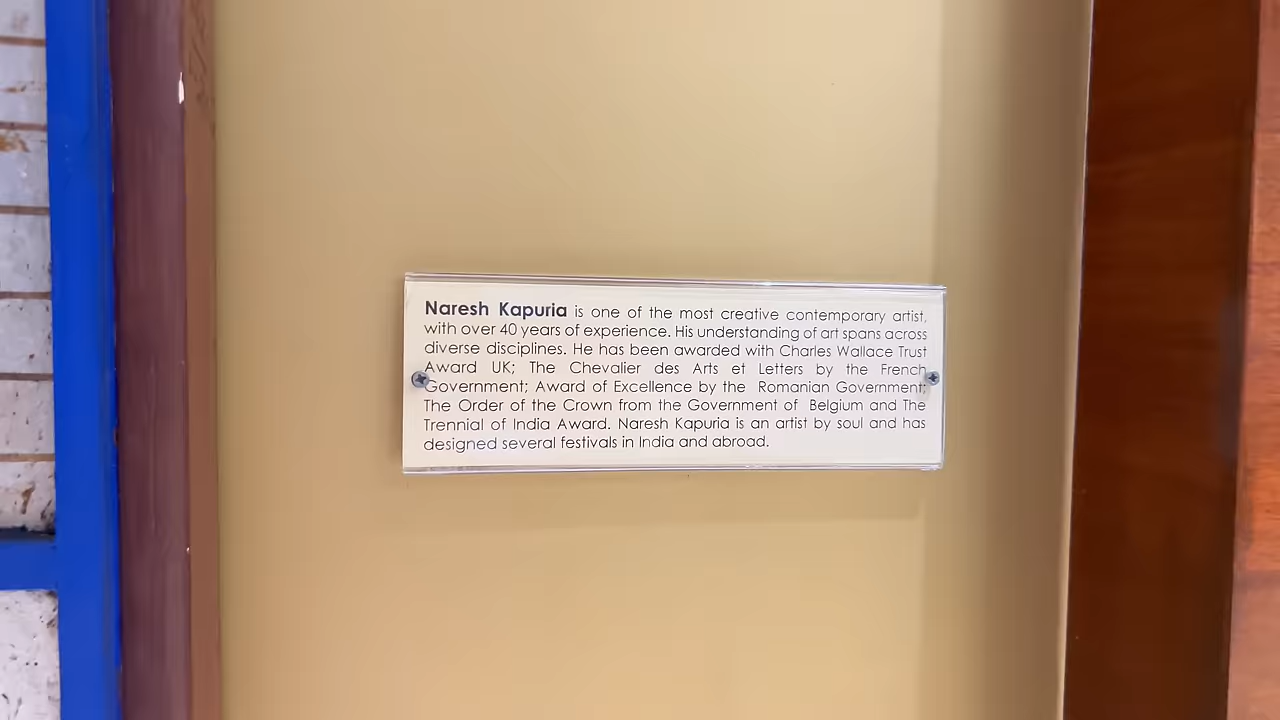 Naresh Kapuria is one of the most creative contemporary artist,
with over 40 years of experience. His understanding of art spans across
diverse disciplines. He has been awarded with Charles Wallace Trust
Award UK; The Chevalier des Arts et Letters by the French
Government; Award of Excellence by the Romanian Government;
The Order of the Crown from the Government of Belgium and The
Trennial of India Award. Naresh Kapuria is an artist by soul and has
designed several festivals in India and abroad.